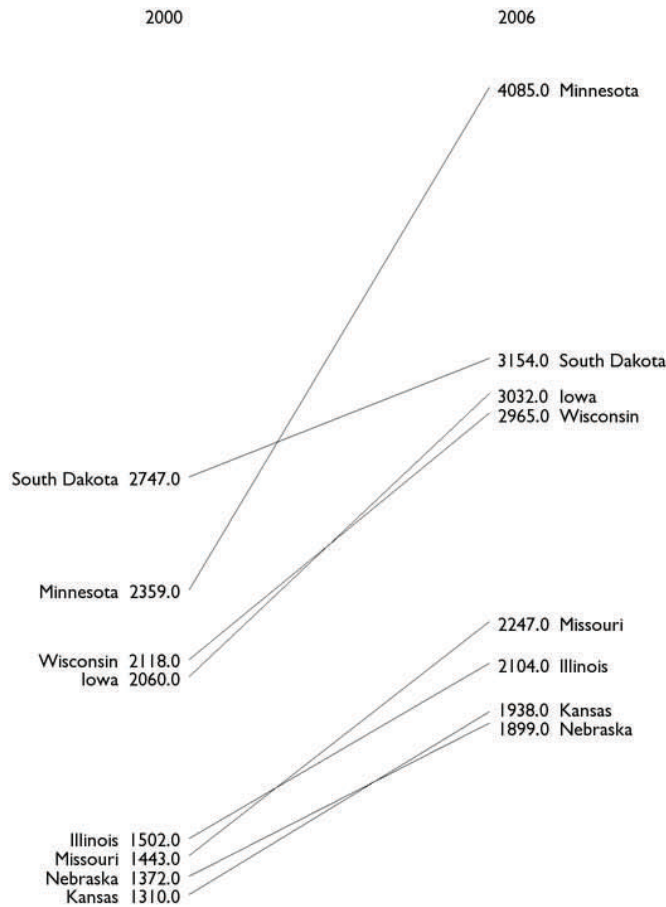 2000 2006
4085.0 Minnesota
3154.0 South Dakota
3032.0 Iowa
2965.0 Wisconsin
South Dakota 2747.0
Minnesota 2359.0
2247.0 Missouri
Wisconsin 2118.0
2104.0 Illinois
Iowa 2060.0
1938.0 Kansas
1899.0 Nebraska
Illinois 1502.0
Missouri 1443.0
Nebraska 1372.0
Kansas 1310.0